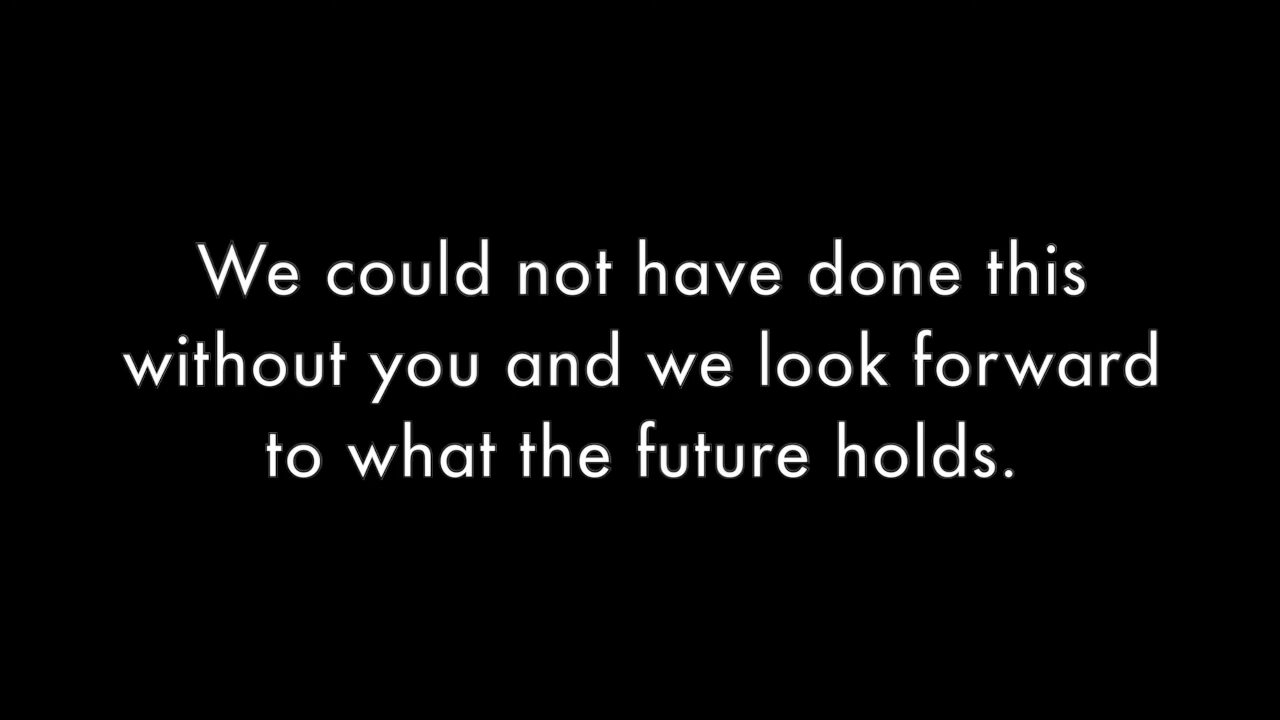 We could not have done this
without you and we look forward
to what the future holds.